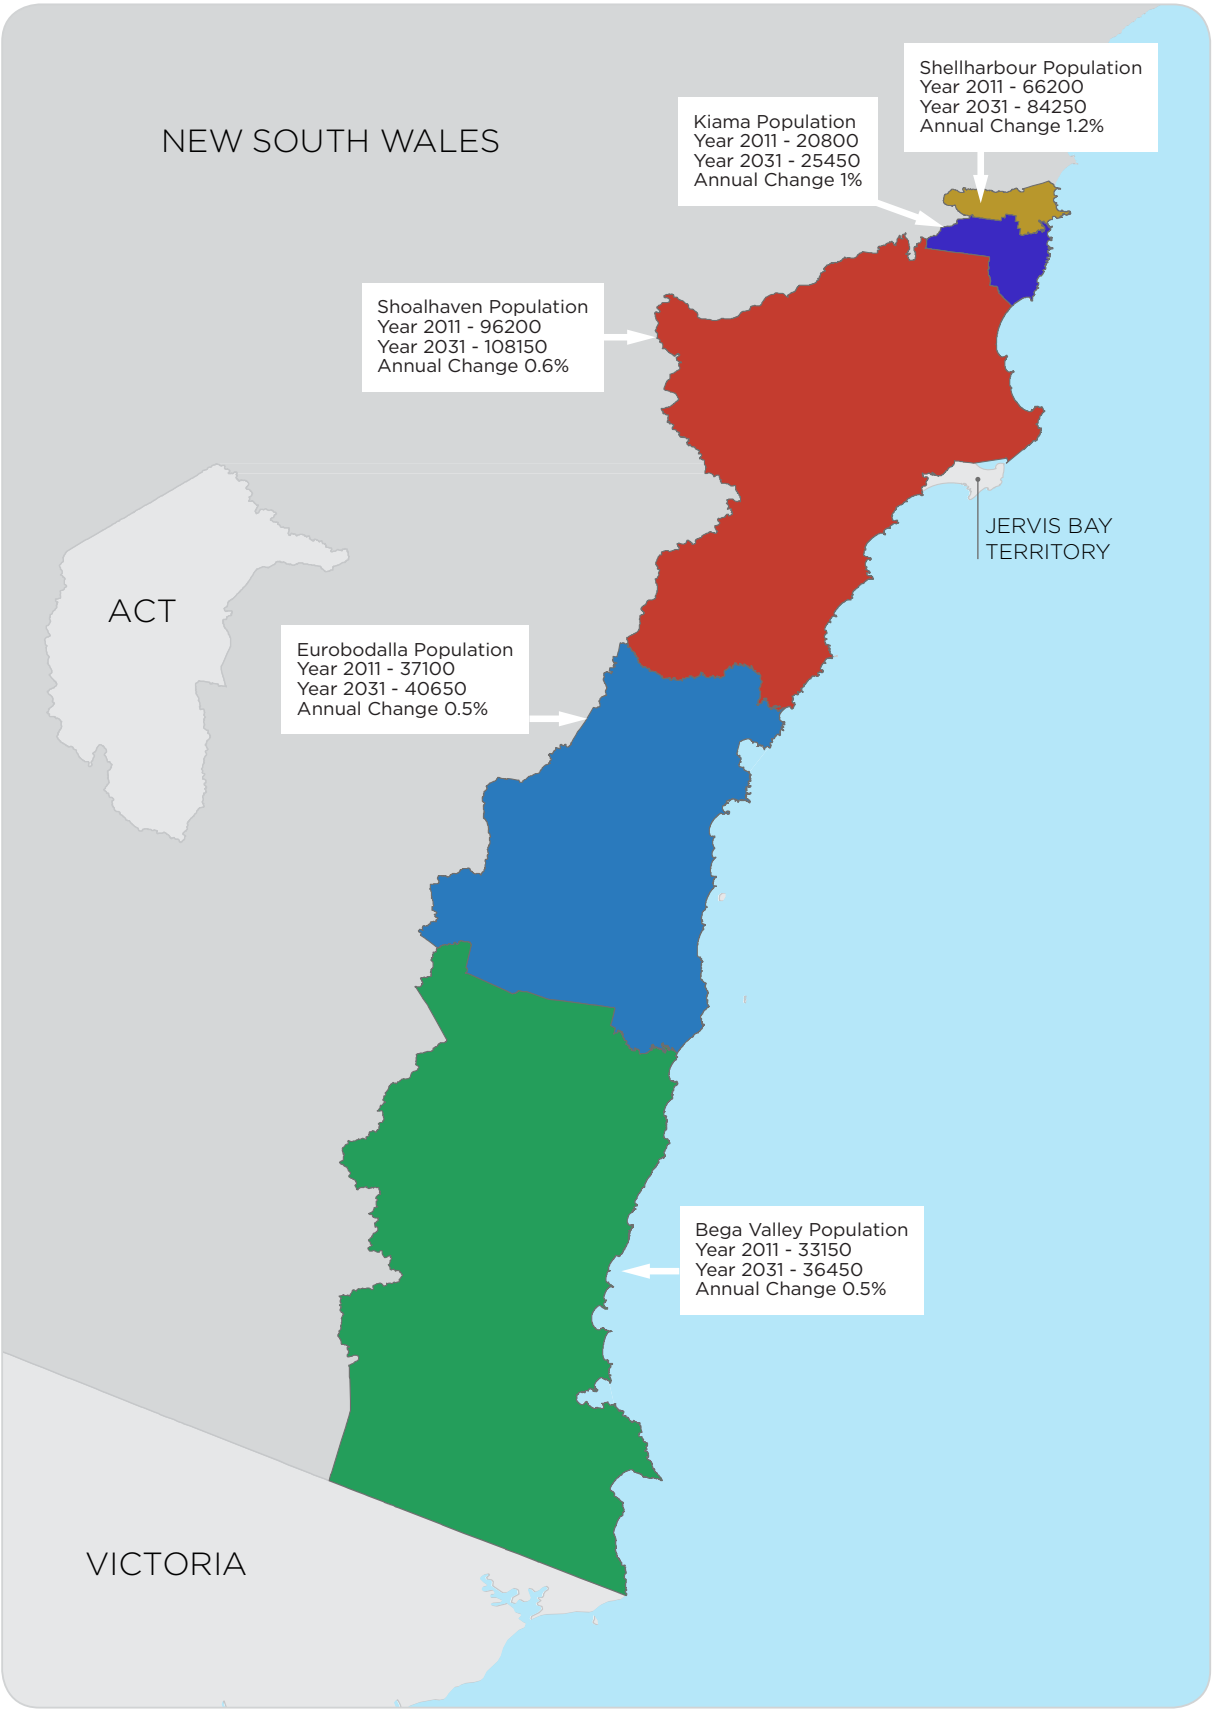 Shellharbour Population
Year 2011 - 66200
Year 2031 - 84250
Annual Change 1.2%
Kiama Population
Year 2011 - 20800
Year 2031 - 25450
Annual Change 1%
NEW SOUTH WALES
Shoalhaven Population
Year 2011 - 96200
Year 2031 - 108150
Annual Change 0.6%
JERVIS BAY
TERRITORY
ACT
Eurobodalla Population
Year 2011 - 37100
Year 2031 - 40650
Annual Change 0.5%
Bega Valley Population
Year 2011 - 33150
Year 2031 - 36450
Annual Change 0.5%
VICTORIA